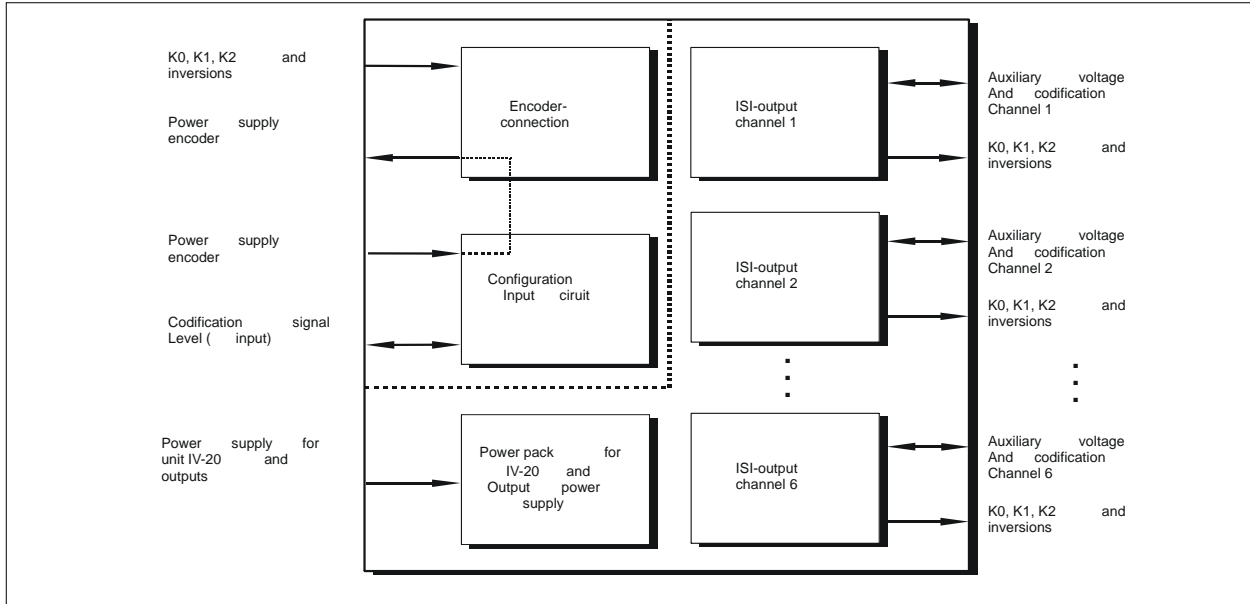 K0, K1, K2 and
inversions
Power supply
encoder
Power supply
encoder
Codification signal
Level ( input)
Power supply for
unit IV-20 and
outputs
Encoder-
connection
Configuration
Input ciruit
Power pack for
IV-20 and
Output power
supply
ISI-output
channel 1
ISI-output
channel 2
ISI-output
channel 6
Auxiliary voltage
And codification
Channel 1
K0, K1, K2 and
inversions
Auxiliary voltage
And codification
Channel 2
K0, K1, K2 and
inversions
Auxiliary voltage
And codification
Channel 6
K0, K1, K2 and
inversions